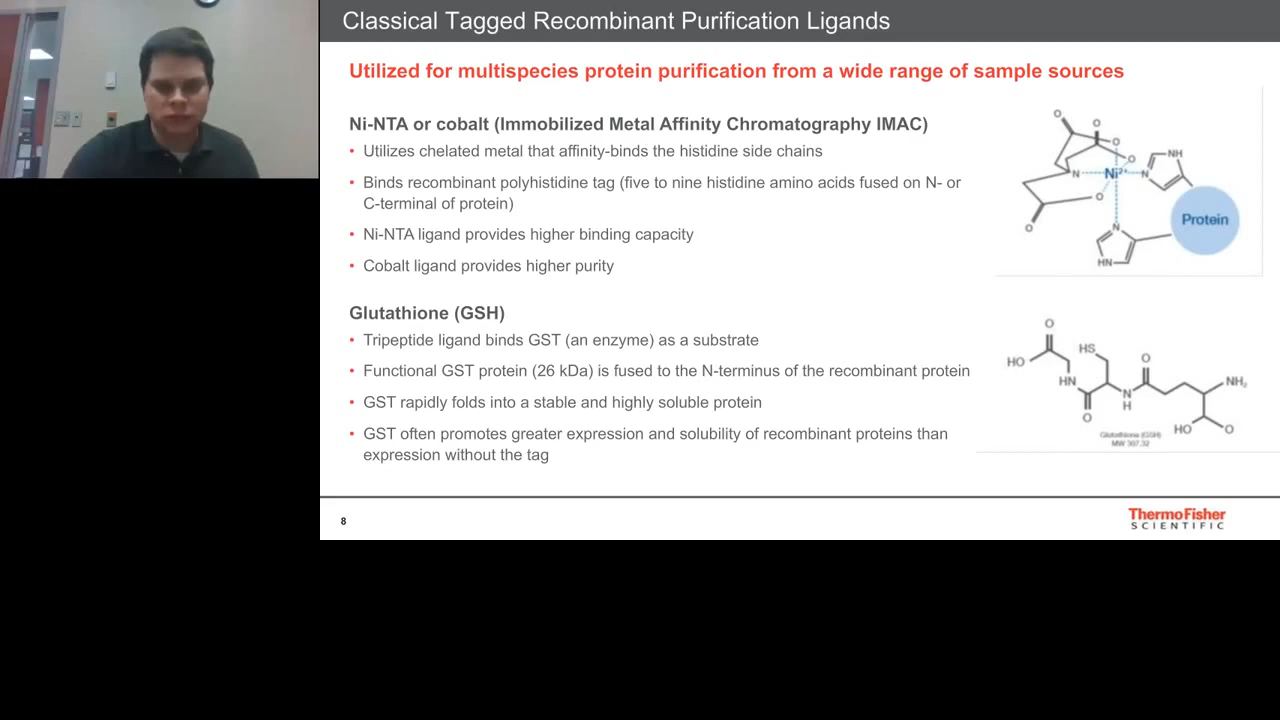 Classical Tagged Recombinant Purification Ligands
Utilized for multispecies protein purification from a wide range of sample sources
Ni-NTA or cobalt (Immobilized Metal Affinity Chromatography IMAC)
• Utilizes chelated metal that affinity-binds the histidine side chains
• Binds recombinant polyhistidine tag (five to nine histidine amino acids fused on N- or
C-terminal of protein)
• Ni-NTA ligand provides higher binding capacity
• Cobalt ligand provides higher purity
O
O
O
O
NH
N
Ni2+
N
Protein
O
O
N
HN
Glutathione (GSH)
• Tripeptide ligand binds GST (an enzyme) as a substrate
• Functional GST protein (26 kDa) is fused to the N-terminus of the recombinant protein
• GST rapidly folds into a stable and highly soluble protein
• GST often promotes greater expression and solubility of recombinant proteins than
expression without the tag
O
HS
O
HO
HN
NH2
N
H
O
HO
O
Glutathione (GSH)
MW 307.32
8
ThermoFisher
SCIENTIFIC